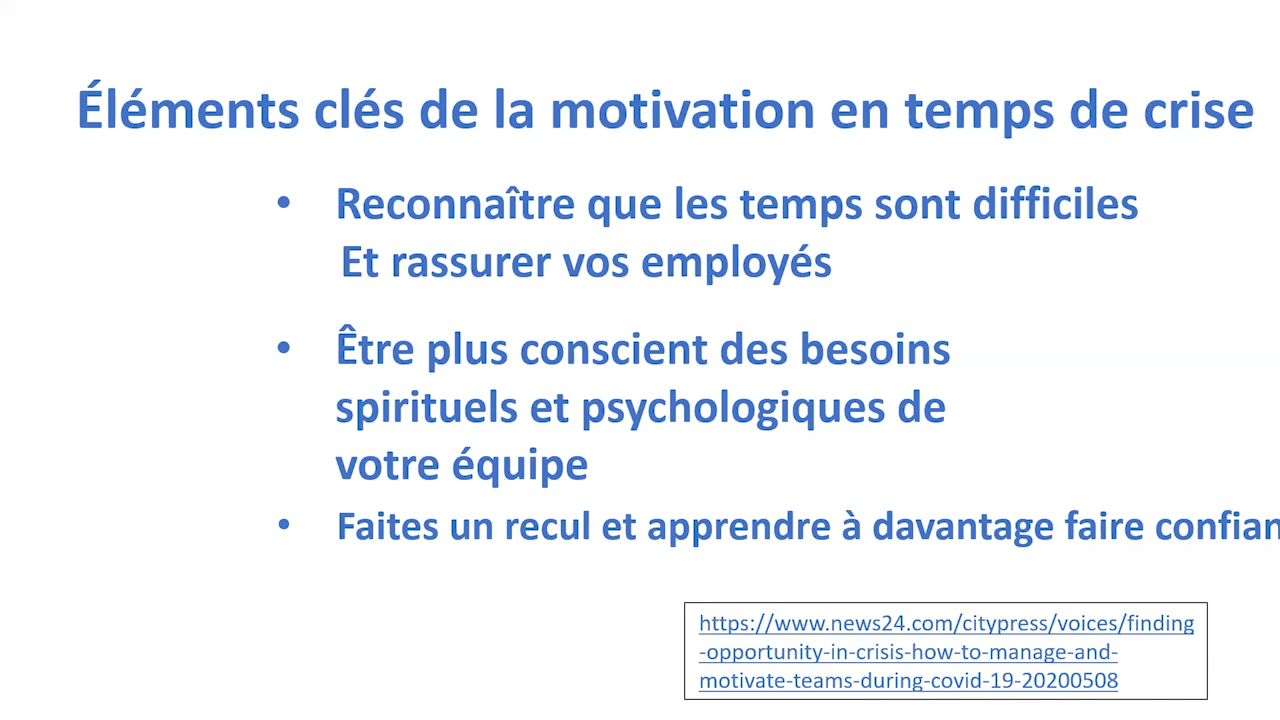 Éléments clés de la motivation en temps de crise
• Reconnaître que les temps sont difficiles
Et rassurer vos employés
• Être plus conscient des besoins
spirituels et psychologiques de
votre équipe
• Faites un recul et apprendre à davantage faire
https://www.news24.com/citypress/voices/finding
-opportunity-in-crisis-how-to-manage-and-
motivate-teams-during-covid-19-20200508